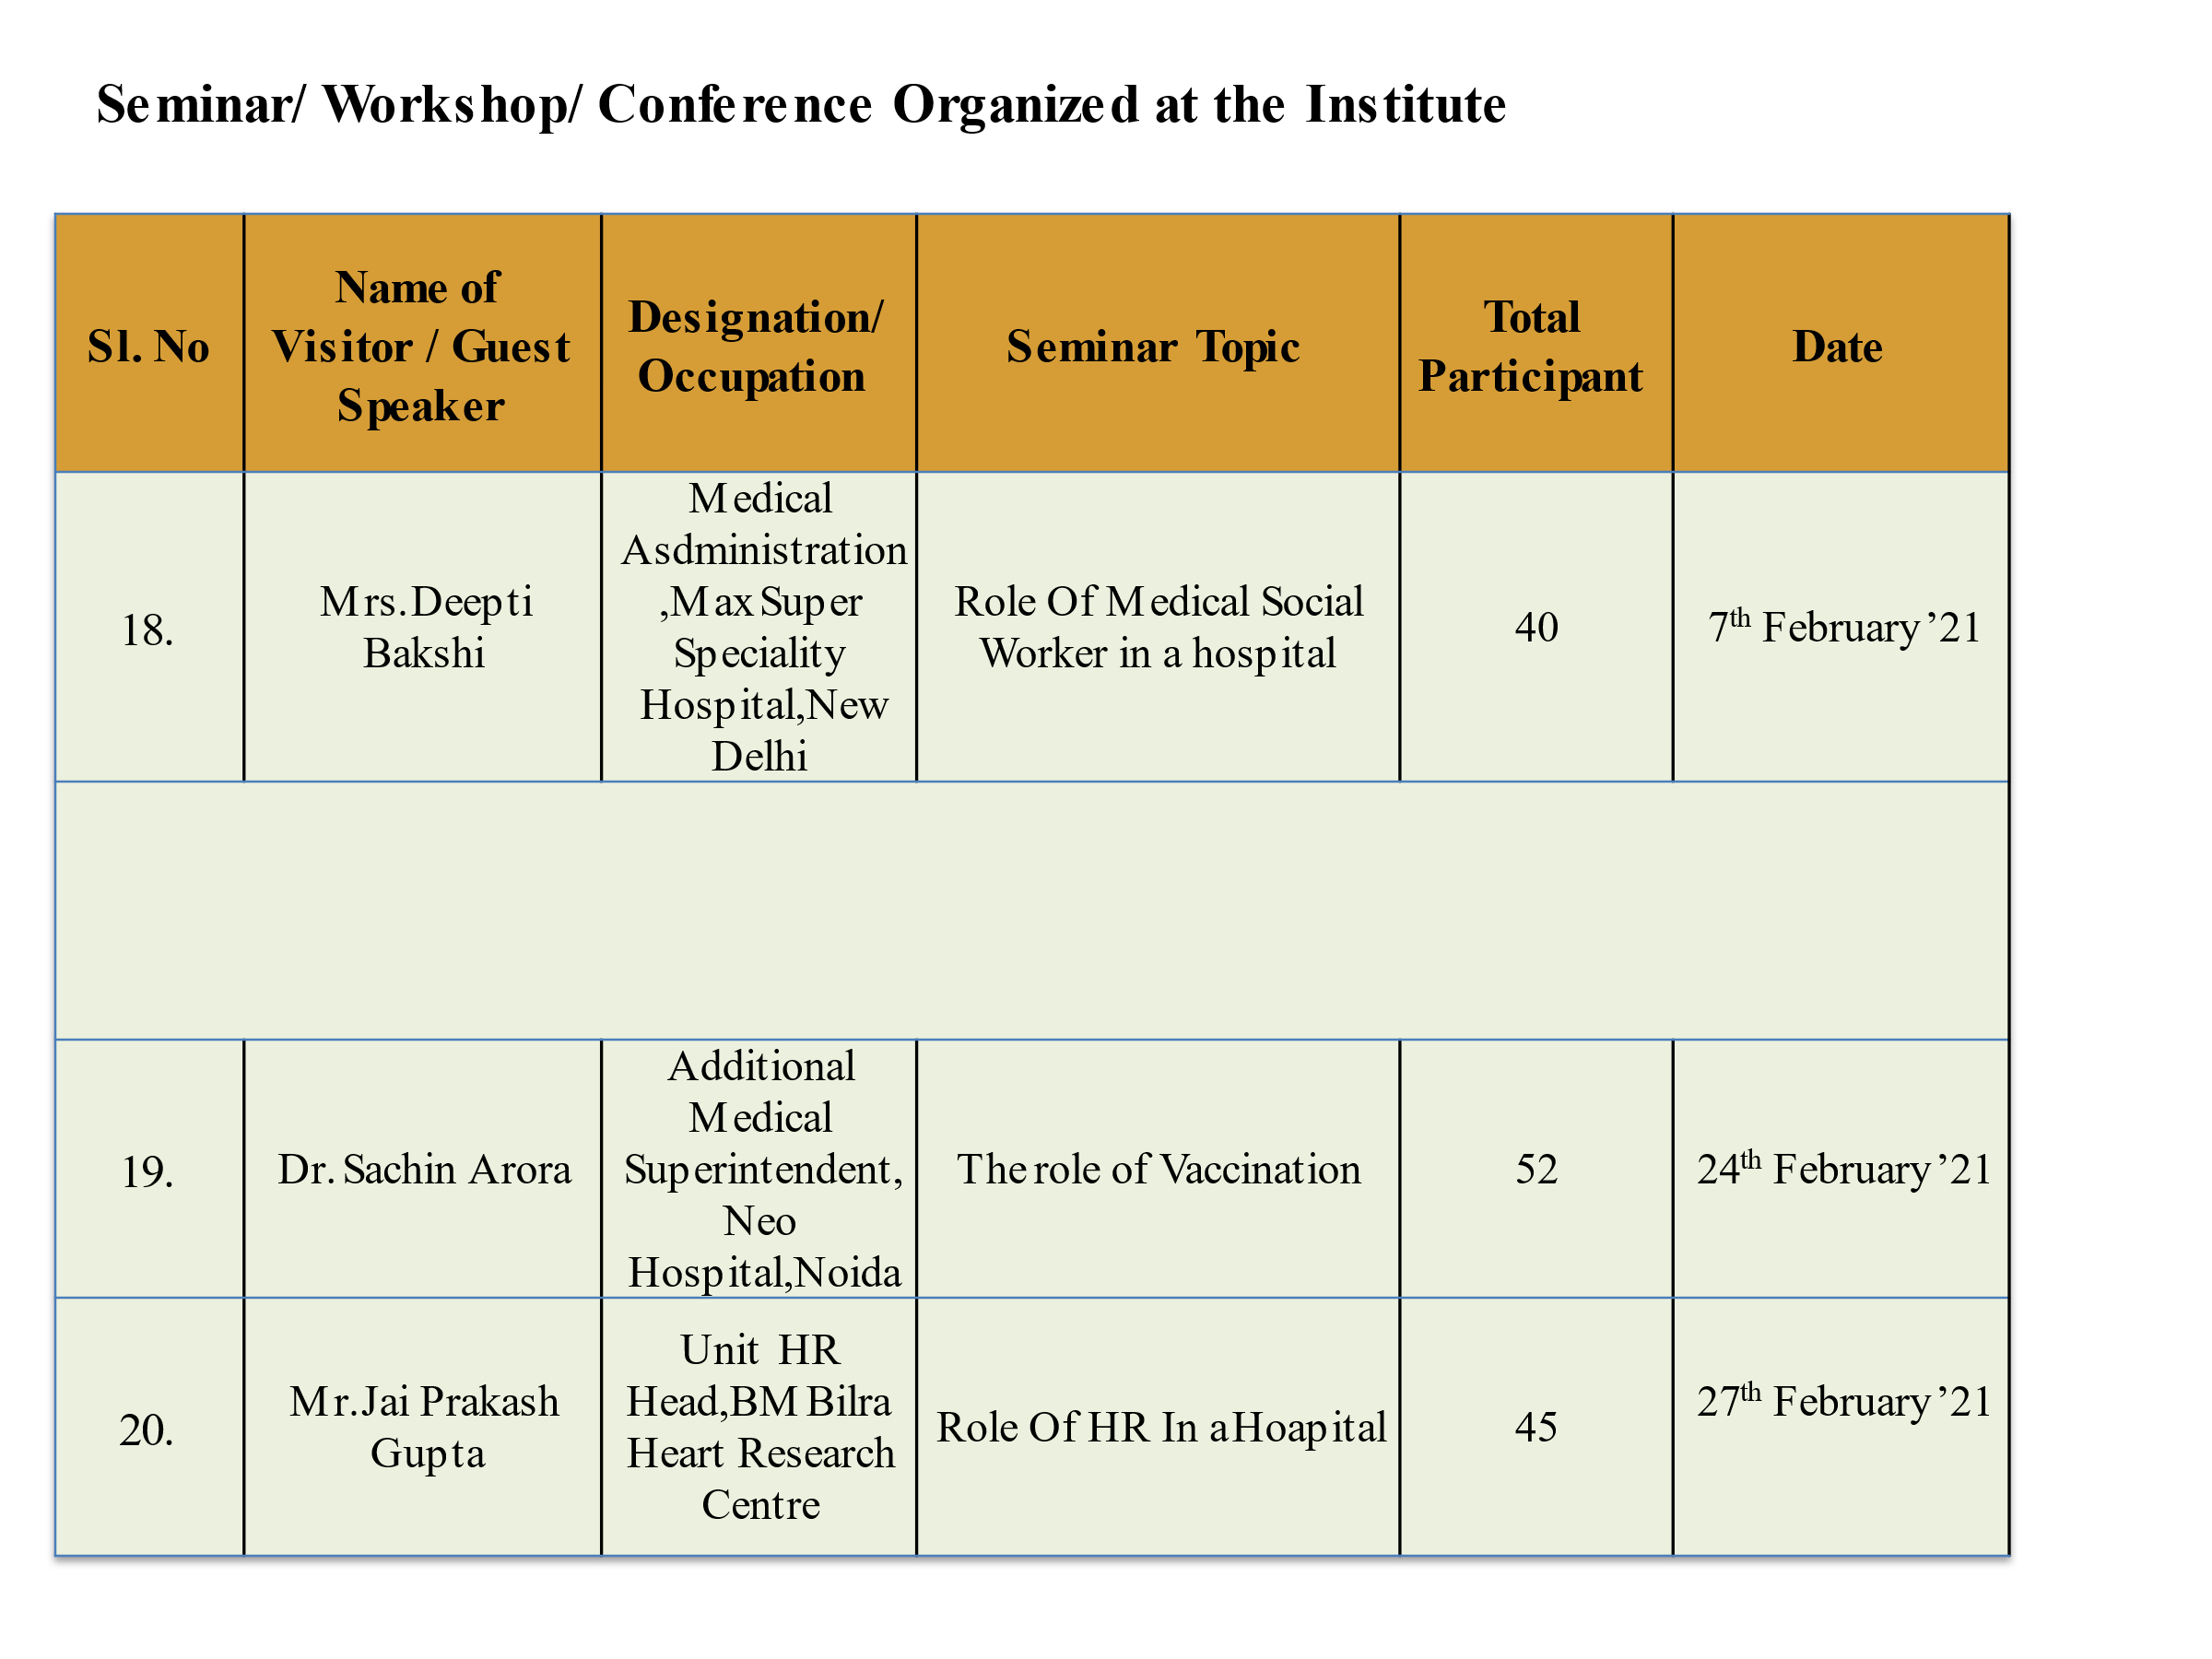 Seminar/ Workshop/ Conference Organized at the Institute
Sl. No
Name of
Visitor / Guest
Speaker
Designation/
Occupation
Seminar Topic
Total
Participant
Date
18.
Mrs.Deepti
Bakshi
Medical
Asdministration
,Max Super
Speciality
Hospital,New
Delhi
Role Of Medical Social
Worker in a hospital
40
7th February’21
19.
Dr. Sachin Arora
Additional
Medical
Superintendent,
Neo
Hospital,Noida
The role of Vaccination
52
24th February’21
20.
Mr.Jai Prakash
Gupta
Unit HR
Head,BM Bilra
Heart Research
Centre
Role Of HR In a Hoapital
45
27th February’21